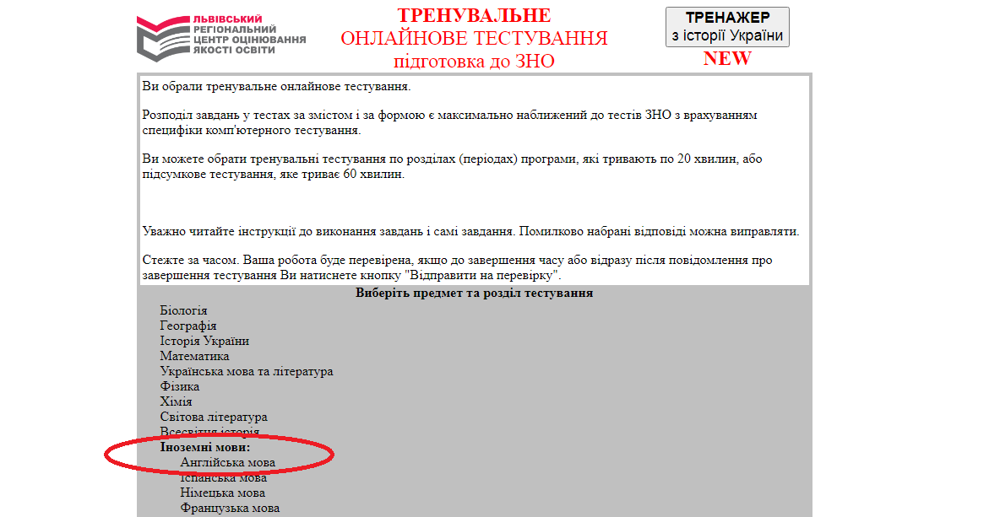 ЛЬВІВСЬКИЙ
РЕГІОНАЛЬНИЙ
ЦЕНТР ОЦІНЮВАННЯ
ЯКОСТІ ОСВІТИ
ТРЕНУВАЛЬНЕ
ОНЛАЙНОВЕ ТЕСТУВАННЯ
підготовка до ЗНО
ТРЕНАЖЕР
з історії України
NEW
Ви обрали тренувальне онлайнове тестування.
Розподіл завдань у тестах за змістом і за формою є максимально наближений до тестів ЗНО з врахуванням
специфіки комп'ютерного тестування.
Ви можете обрати тренувальні тестування по розділах (періодах) програми, які тривають по 20 хвилин, або
підсумкове тестування, яке триває 60 хвилин.
Уважно читайте інструкції до виконання завдань і самі завдання. Помилково набрані відповіді можна виправляти.
Стежте за часом. Ваша робота буде перевірена, якщо до завершення часу або відразу після повідомлення про
завершення тестування Ви натиснете кнопку "Відправити на перевірку".
Виберіть предмет та розділ тестування
Біологія
Географія
Історія України
Математика
Українська мова та література
Фізика
Хімія
Світова література
Всесвітня історія
Іноземні мови:
Англійська мова
Іспанська мова
Німецька мова
Французька мова